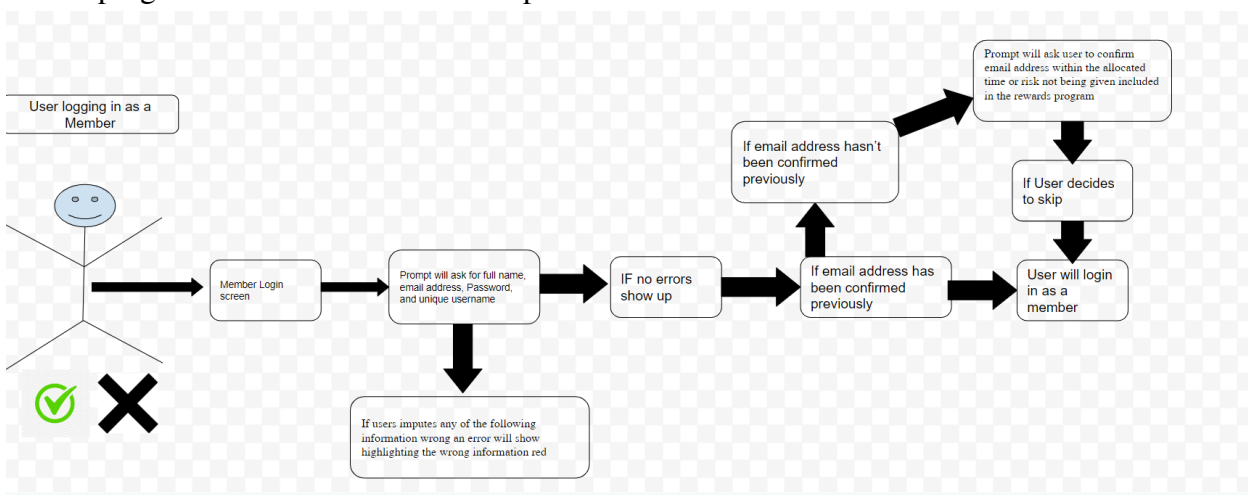 User logging in as a
Member
Member Login
screen
Prompt will ask for full name,
email address, Password,
and unique username
If users imputes any of the following
information wrong an error will show
highlighting the wrong information red
IF no errors
show up
If email address has
been confirmed
previously
If email address hasn't
been confirmed
previously
Prompt will ask user to confirm
email address within the allocated
time or risk not being given included
in the rewards program
If User decides
to skip
User will login
in as a
member